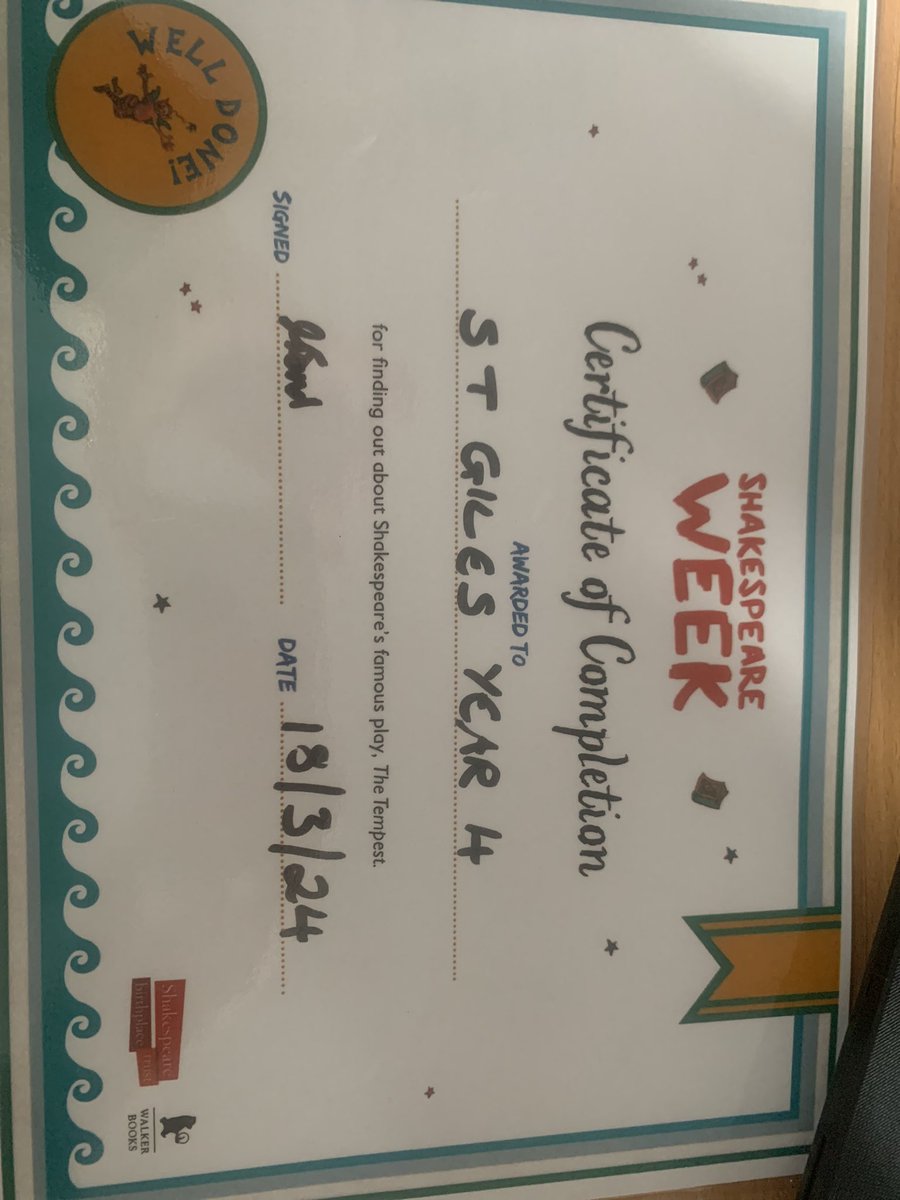 SHAKESPEARE
WEEK
Certificate of Completion
AWARDED TO
ST GILES YEAR 4
for finding out about Shakespeare's famous play, The Tempest.
SIGNED
DATE 18/3/24
WELL DONE!
Shakespeare
birthplace trust
WALKER
BOOKS